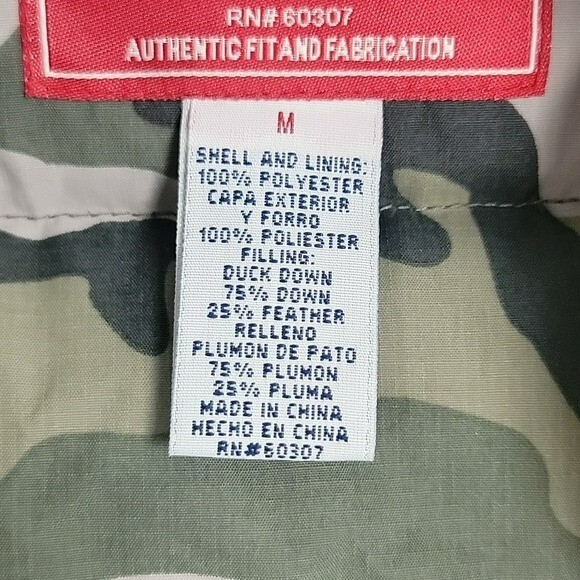 RN# 60307
AUTHENTIC FIT AND FABRICATION
M
SHELL AND LINING:
100% POLYESTER
CAPA EXTERIOR
Y FORRO
100% POLIESTER
FILLING:
DUCK DOWN
75% DOWN
25% FEATHER
RELLENO
PLUMON DE PATO
75% PLUMON
25% PLUMA
MADE IN CHINA
HECHO EN CHINA
RN#60307